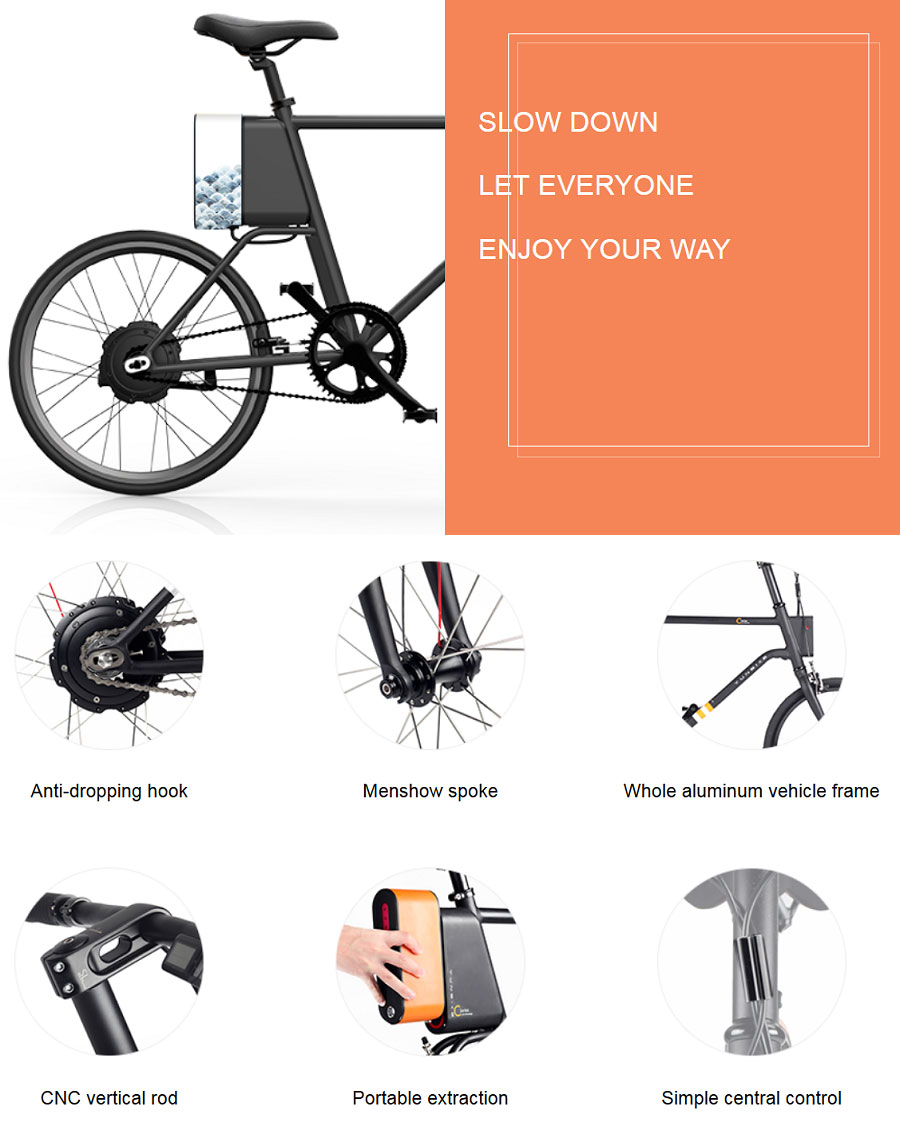 SLOW DOWN
LET EVERYONE
ENJOY YOUR WAY
Anti-dropping hook
Menshow spoke
Whole aluminum vehicle frame
YUNBIKE
CNC vertical rod
Portable extraction
Simple central control